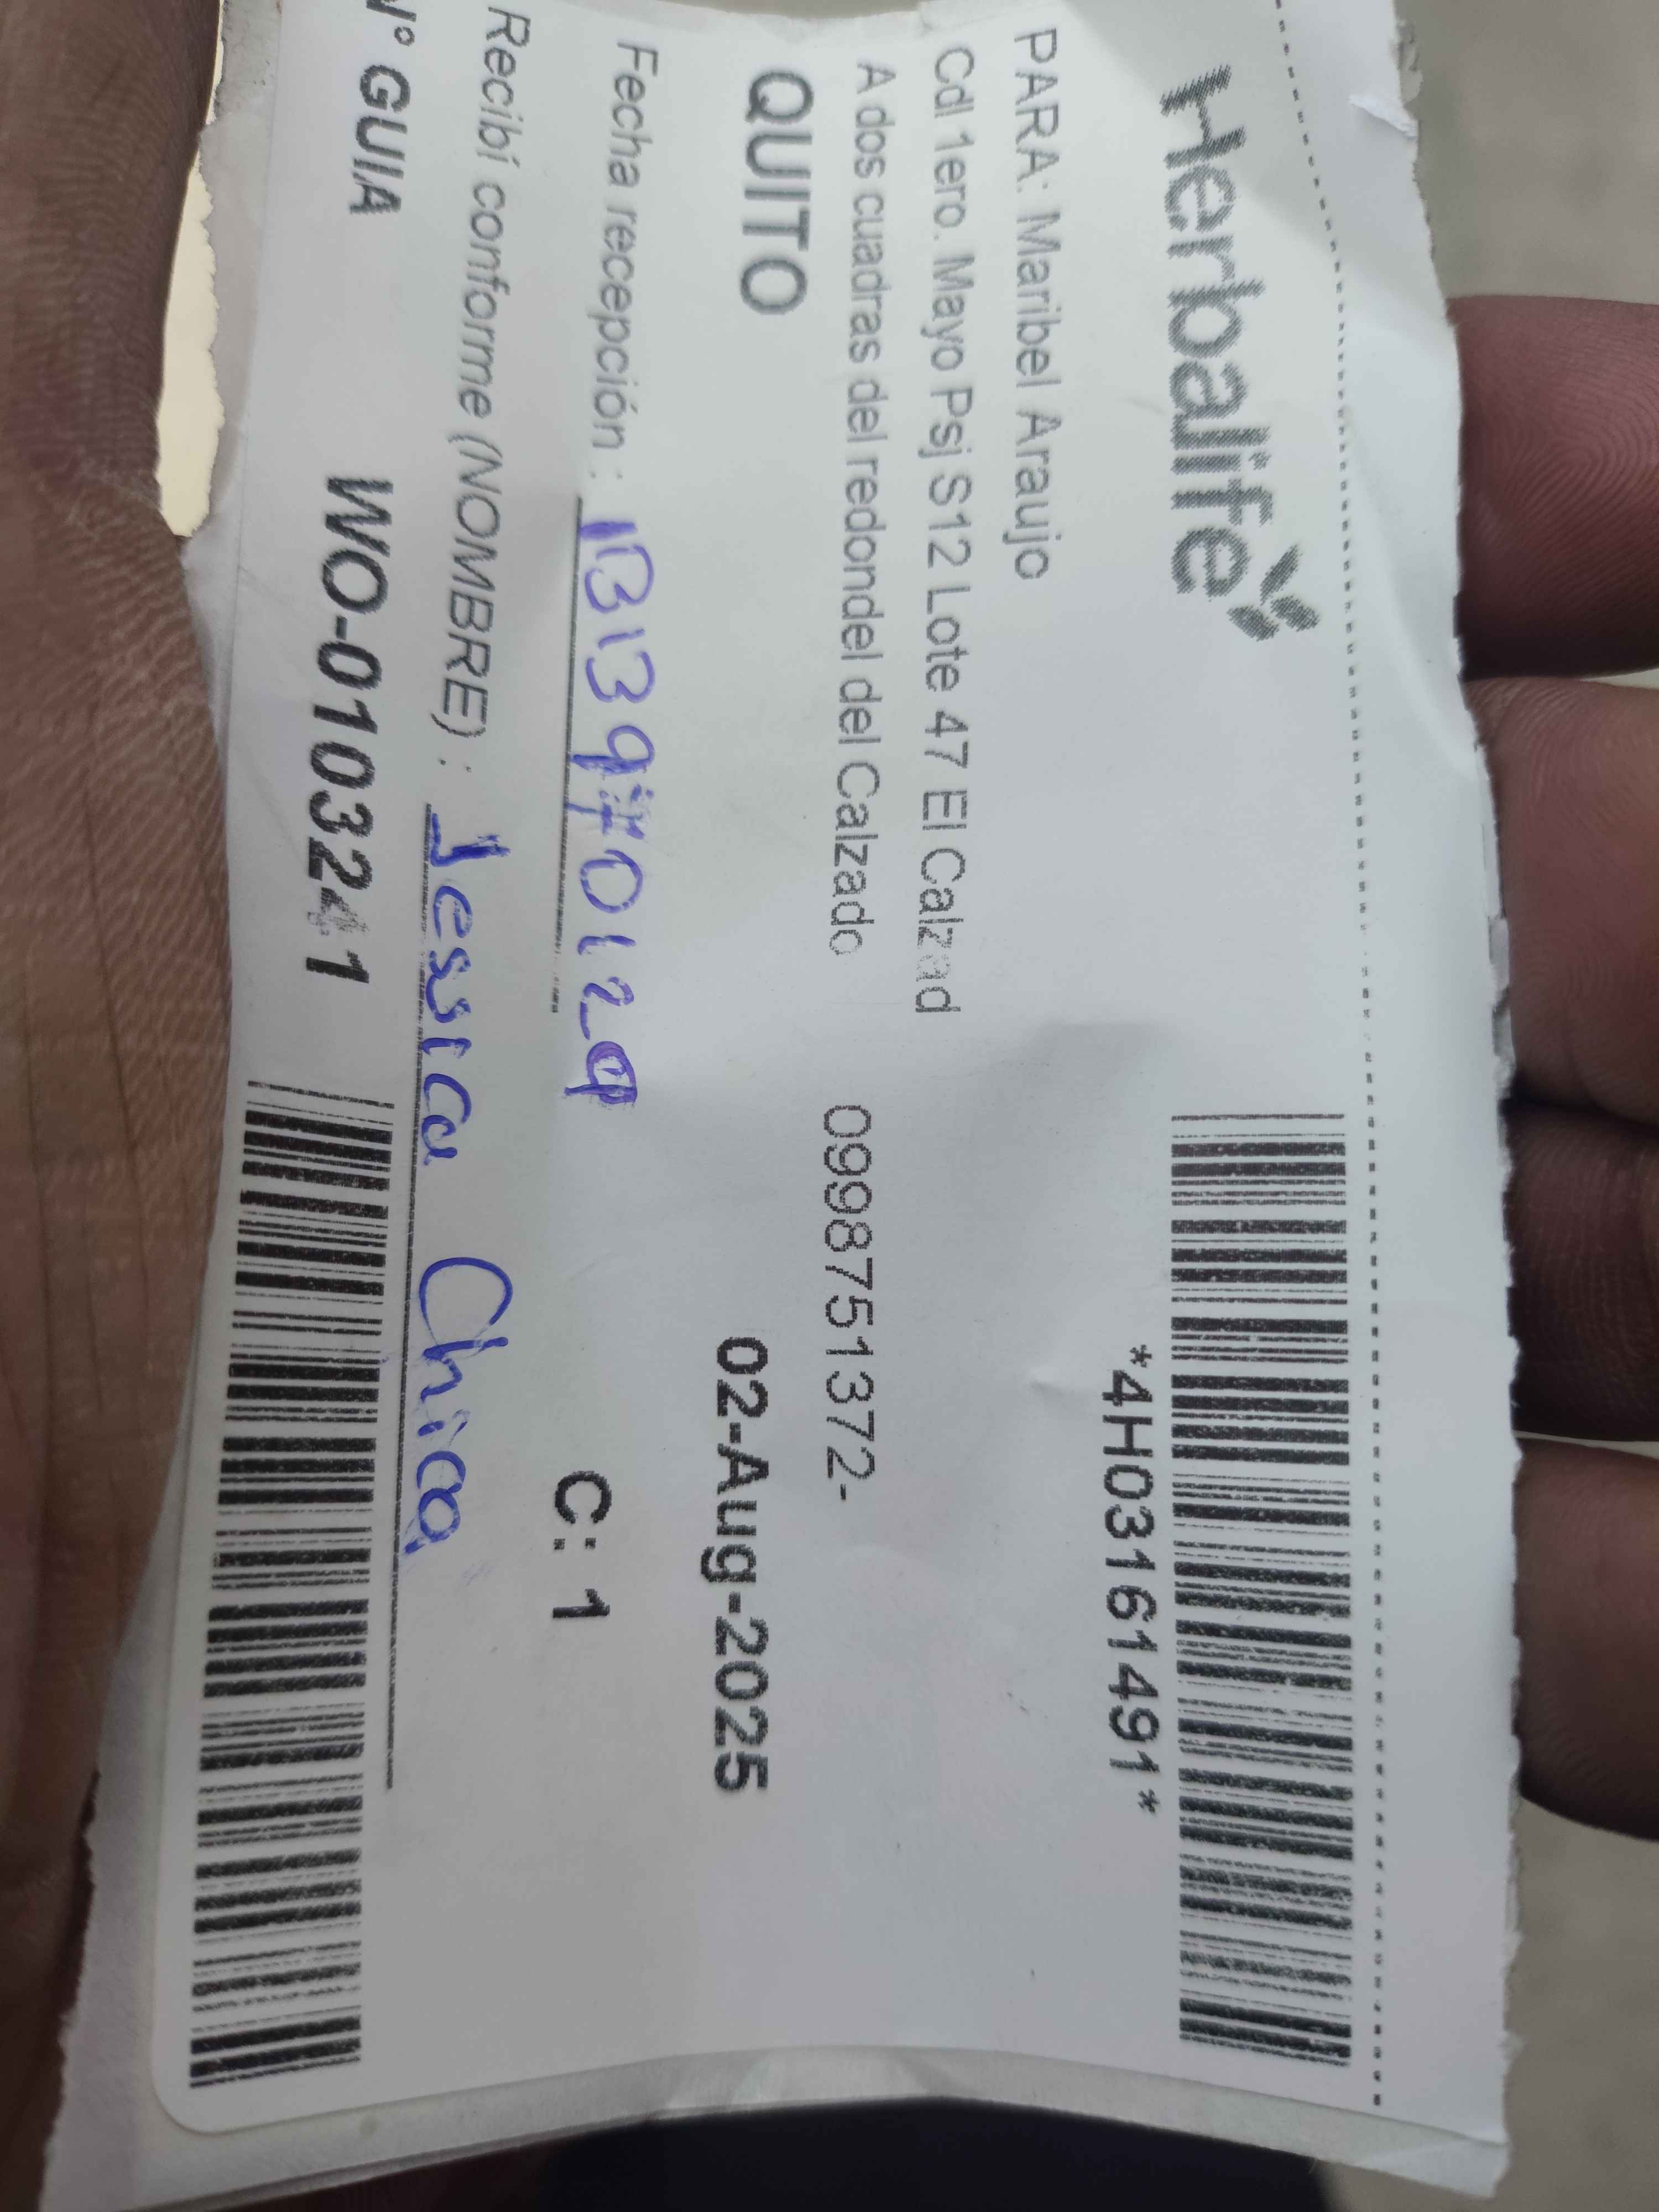 Herbalife
*4H03161491*
PARA: Maribel Araujo
Cdl 1ero. Mayo Psj S12 Lote 47 El Calzad
A dos cuadras del redondel del Calzado 0998751372-
QUITO 02-Aug-2025
Fecha recepción : 1313970129
C: 1
Recibí conforme (NOMBRE) : Jessica Chica
N° GUIA WO-0103241